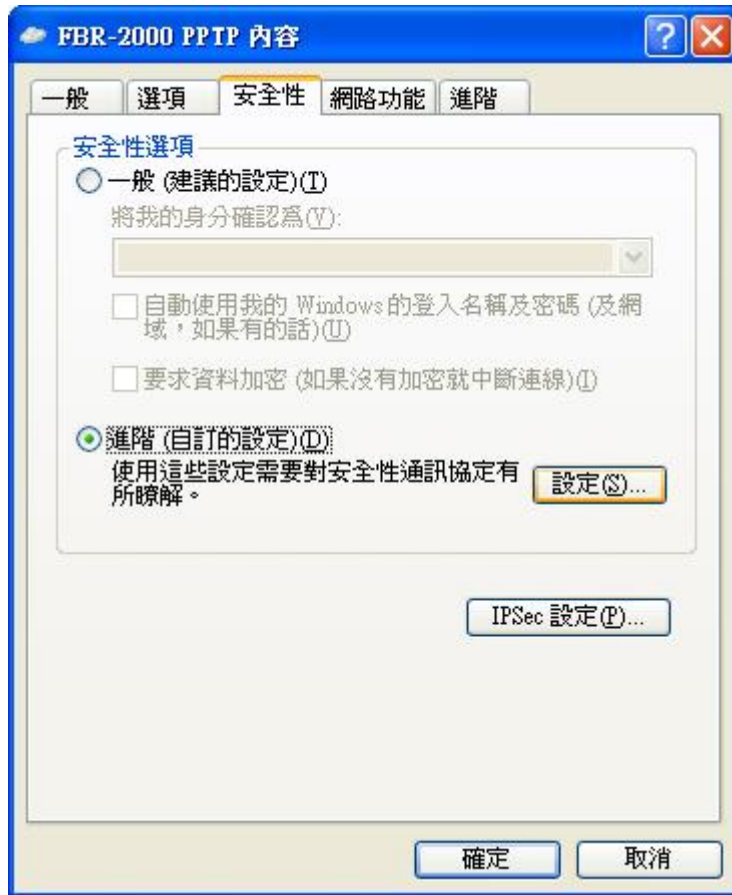 FBR-2000 PPTP 內容
一般
選項
安全性
網路功能
進階
安全性選項
一般 (建議的設定)(T)
將我的身分確認為(V):
自動使用我的 Windows 的登入名稱及密碼 (及網
域，如果有的話)(U)
要求資料加密 (如果沒有加密就中斷連線)(I)
進階 (自訂的設定)(D)
使用這些設定需要對安全性通訊協定有
所瞭解。
設定(S)...
IPSec 設定(P)...
確定
取消